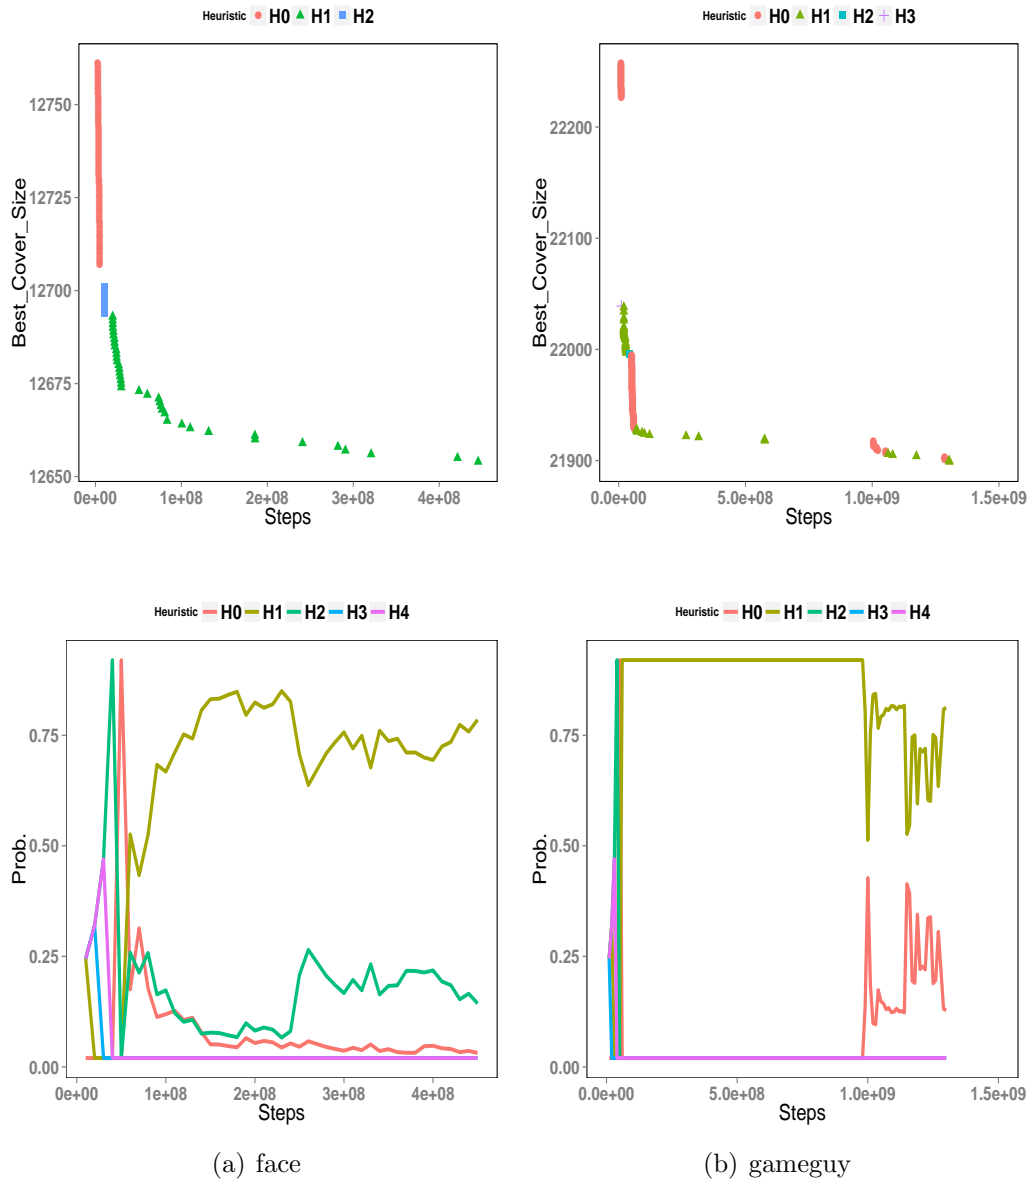 Heuristic H0 H1 H2
12750
12725
12700
12675
12650
Best_Cover_Size
0e+00 1e+08 2e+08 3e+08 4e+08
Steps
Heuristic H0 H1 H2 H3
22200
22100
22000
21900
Best_Cover_Size
0.0e+00 5.0e+08 1.0e+09 1.5e+09
Steps
Heuristic H0 H1 H2 H3 H4
0.75
0.50
0.25
0.00
Prob.
0e+00 1e+08 2e+08 3e+08 4e+08
Steps
Heuristic H0 H1 H2 H3 H4
0.75
0.50
0.25
0.00
Prob.
0.0e+00 5.0e+08 1.0e+09 1.5e+09
Steps
(a) face
(b) gameguy